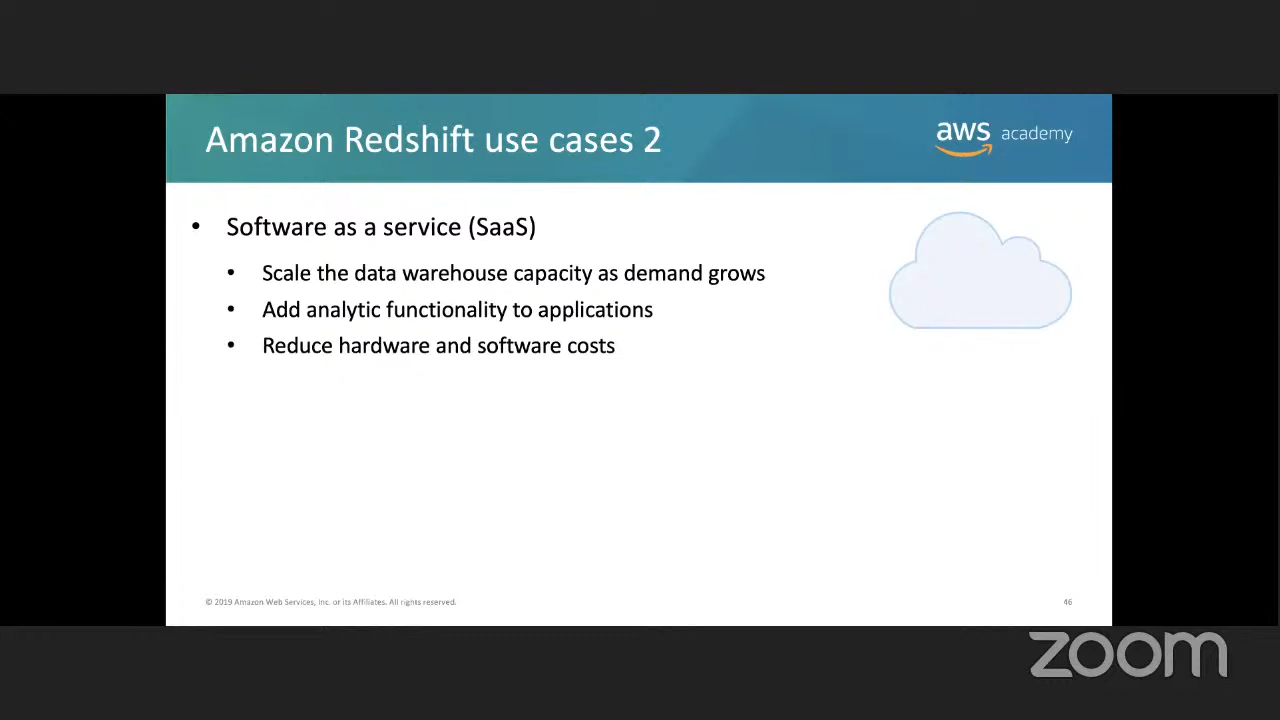 Amazon Redshift use cases 2
aws academy
• Software as a service (SaaS)
• Scale the data warehouse capacity as demand grows
• Add analytic functionality to applications
• Reduce hardware and software costs
© 2019 Amazon Web Services, Inc. or its Affiliates. All rights reserved.
46
zoom